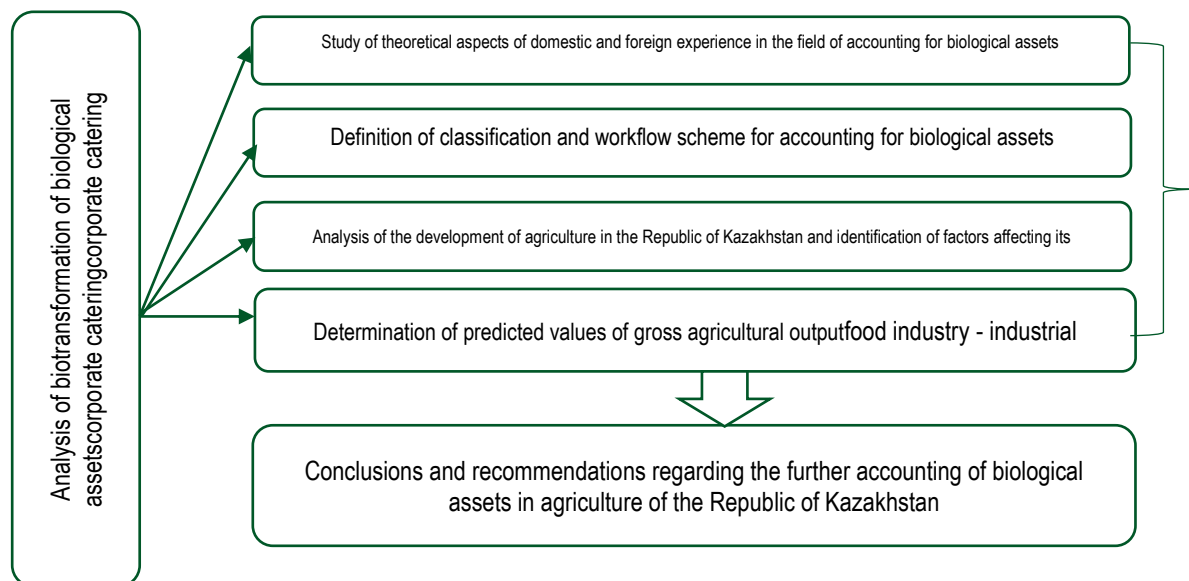 Analysis of biotransformation of biological
assetscorporate cateringcorporate catering
Study of theoretical aspects of domestic and foreign experience in the field of accounting for biological assets
Definition of classification and workflow scheme for accounting for biological assets
Analysis of the development of agriculture in the Republic of Kazakhstan and identification of factors affecting its
Determination of predicted values of gross agricultural outputfood industry - industrial
Conclusions and recommendations regarding the further accounting of biological
assets in agriculture of the Republic of Kazakhstan